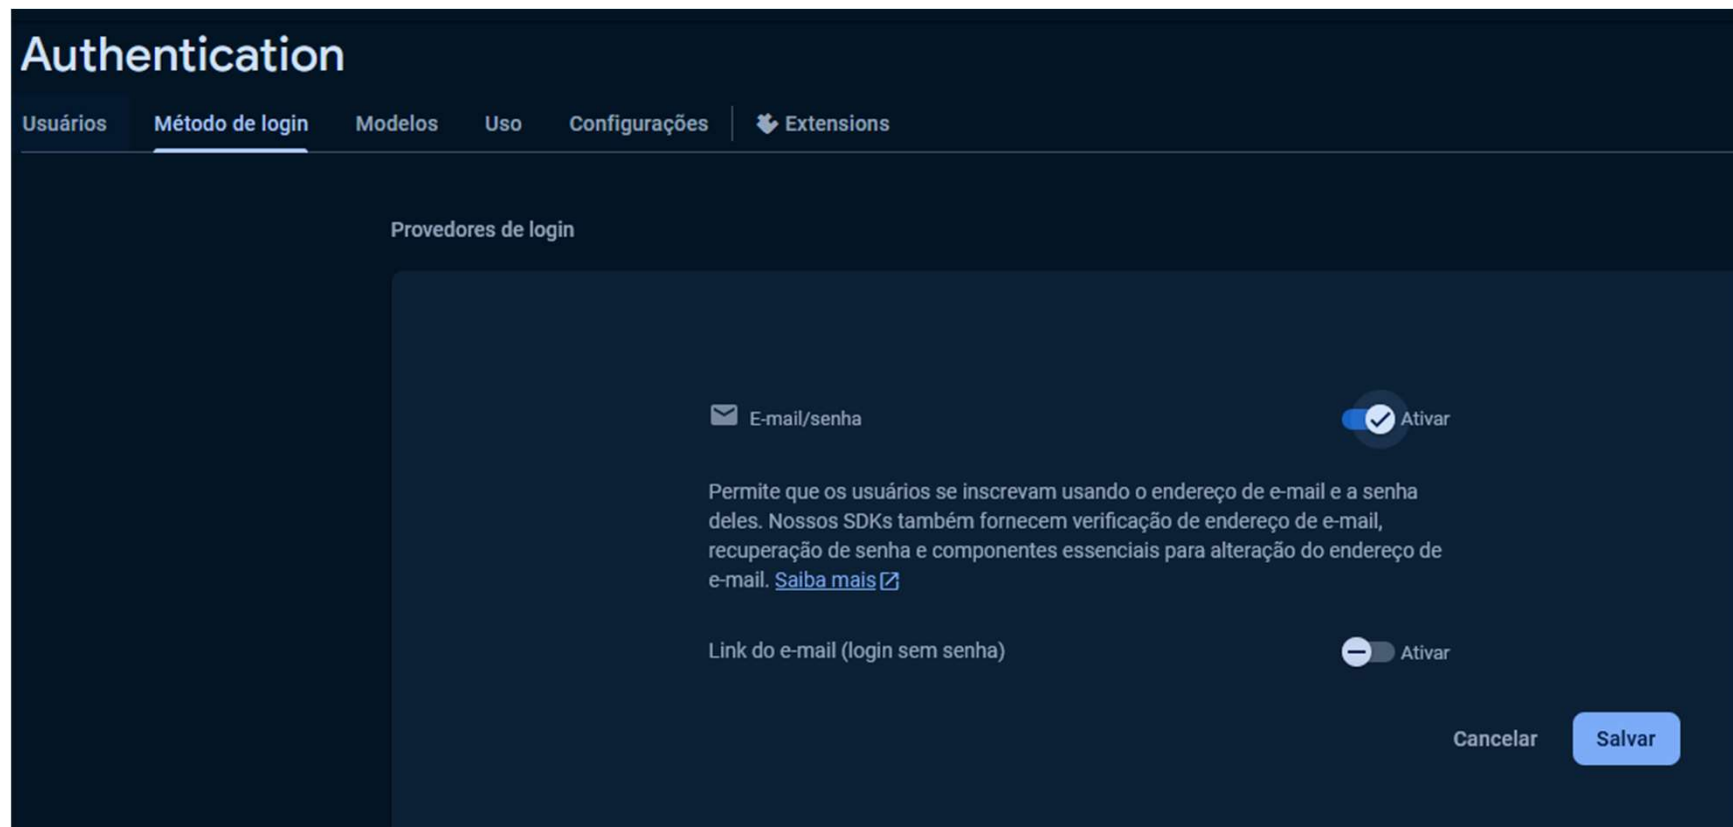 Authentication
Usuários Método de login Modelos Uso Configurações Extensions
Provedores de login
E-mail/senha Ativar
Permite que os usuários se inscrevam usando o endereço de e-mail e a senha
deles. Nossos SDKs também fornecem verificação de endereço de e-mail,
recuperação de senha e componentes essenciais para alteração do endereço de
e-mail. Saiba mais
Link do e-mail (login sem senha) Ativar
Cancelar Salvar